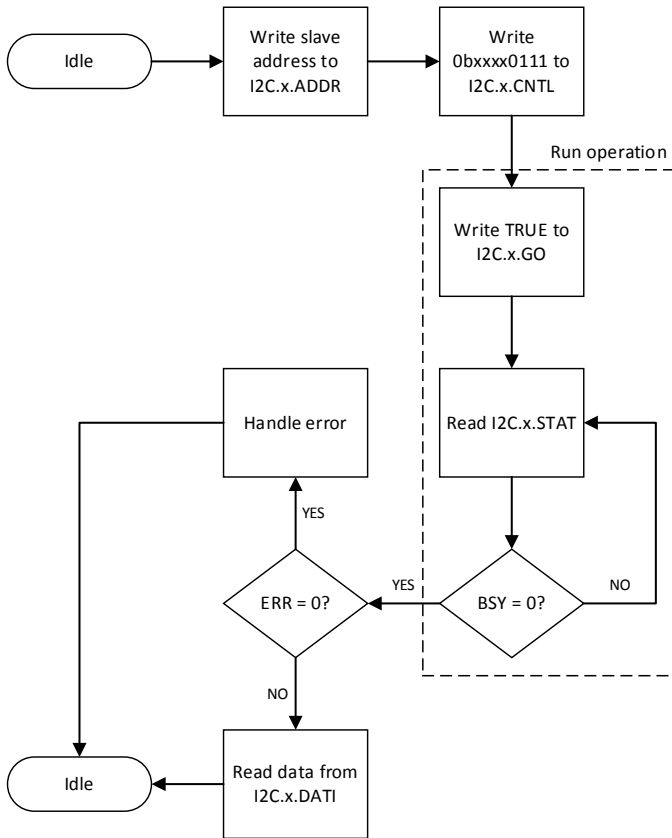 Idle
Write slave
address to
I2C.x.ADDR
Write
0bxxxx0111 to
I2C.x.CNTL
Run operation
Write TRUE to
I2C.x.GO
Handle error
Read I2C.x.STAT
YES
ERR = 0?
YES
BSY = 0?
NO
NO
Idle
Read data from
I2C.x.DATI